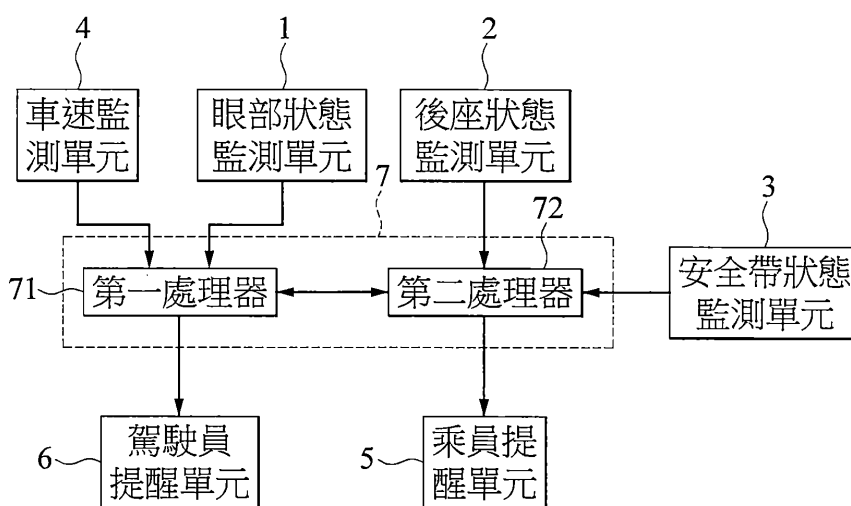 4
1
2
車速監
測單元
眼部狀態
監測單元
後座狀態
監測單元
7
72
3
71
第一處理器
第二處理器
安全帶狀態
監測單元
6
駕駛員
提醒單元
5
乘員提
醒單元